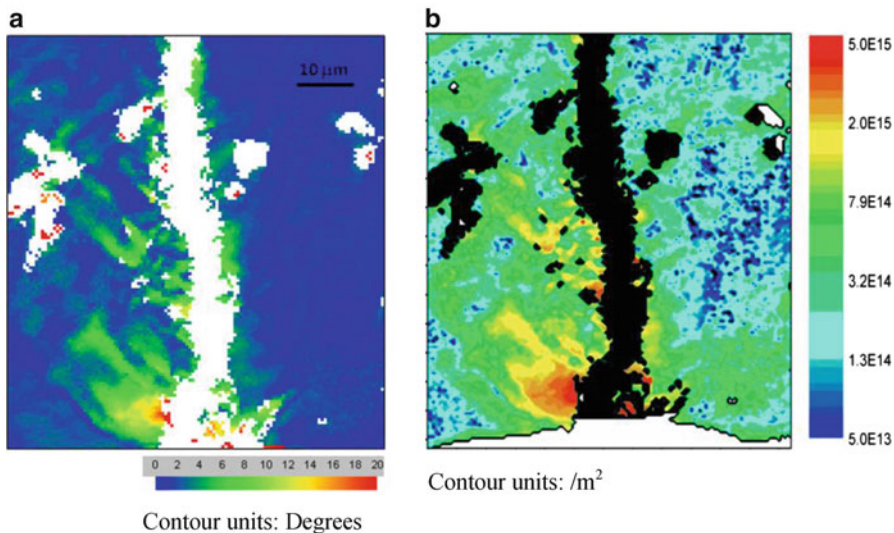 a
b
10 μm
5.0E15
2.0E15
7.9E14
3.2E14
1.3E14
5.0E13
0 2 4 6 8 10 12 14 16 18 20
Contour units: Degrees
Contour units: /m²